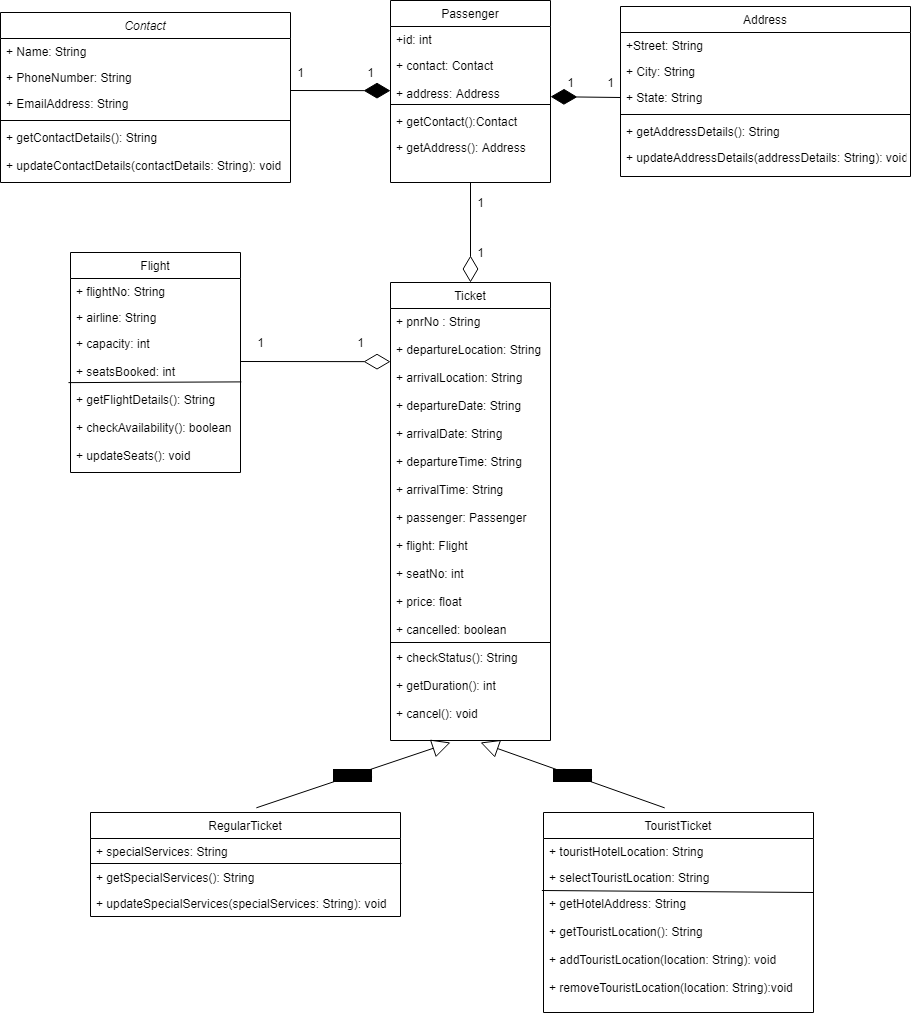 Contact
+ Name: String
+ PhoneNumber: String
+ EmailAddress: String
+ getContactDetails(): String
+ updateContactDetails(contactDetails: String): void
1
1
Passenger
+id: int
+ contact: Contact
+ address: Address
+ getContact():Contact
+ getAddress(): Address
1
1
Address
+Street: String
+ City: String
+ State: String
+ getAddressDetails(): String
+ updateAddressDetails(addressDetails: String): void
1
1
Flight
+ flightNo: String
+ airline: String
+ capacity: int
+ seatsBooked: int
+ getFlightDetails(): String
+ checkAvailability(): boolean
+ updateSeats(): void
1
1
Ticket
+ pnrNo : String
+ departureLocation: String
+ arrivalLocation: String
+ departureDate: String
+ arrivalDate: String
+ departureTime: String
+ arrivalTime: String
+ passenger: Passenger
+ flight: Flight
+ seatNo: int
+ price: float
+ cancelled: boolean
+ checkStatus(): String
+ getDuration(): int
+ cancel(): void
RegularTicket
+ specialServices: String
+ getSpecialServices(): String
+ updateSpecialServices(specialServices: String): void
TouristTicket
+ touristHotelLocation: String
+ selectTouristLocation: String
+ getHotelAddress: String
+ getTouristLocation(): String
+ addTouristLocation(location: String): void
+ removeTouristLocation(location: String):void